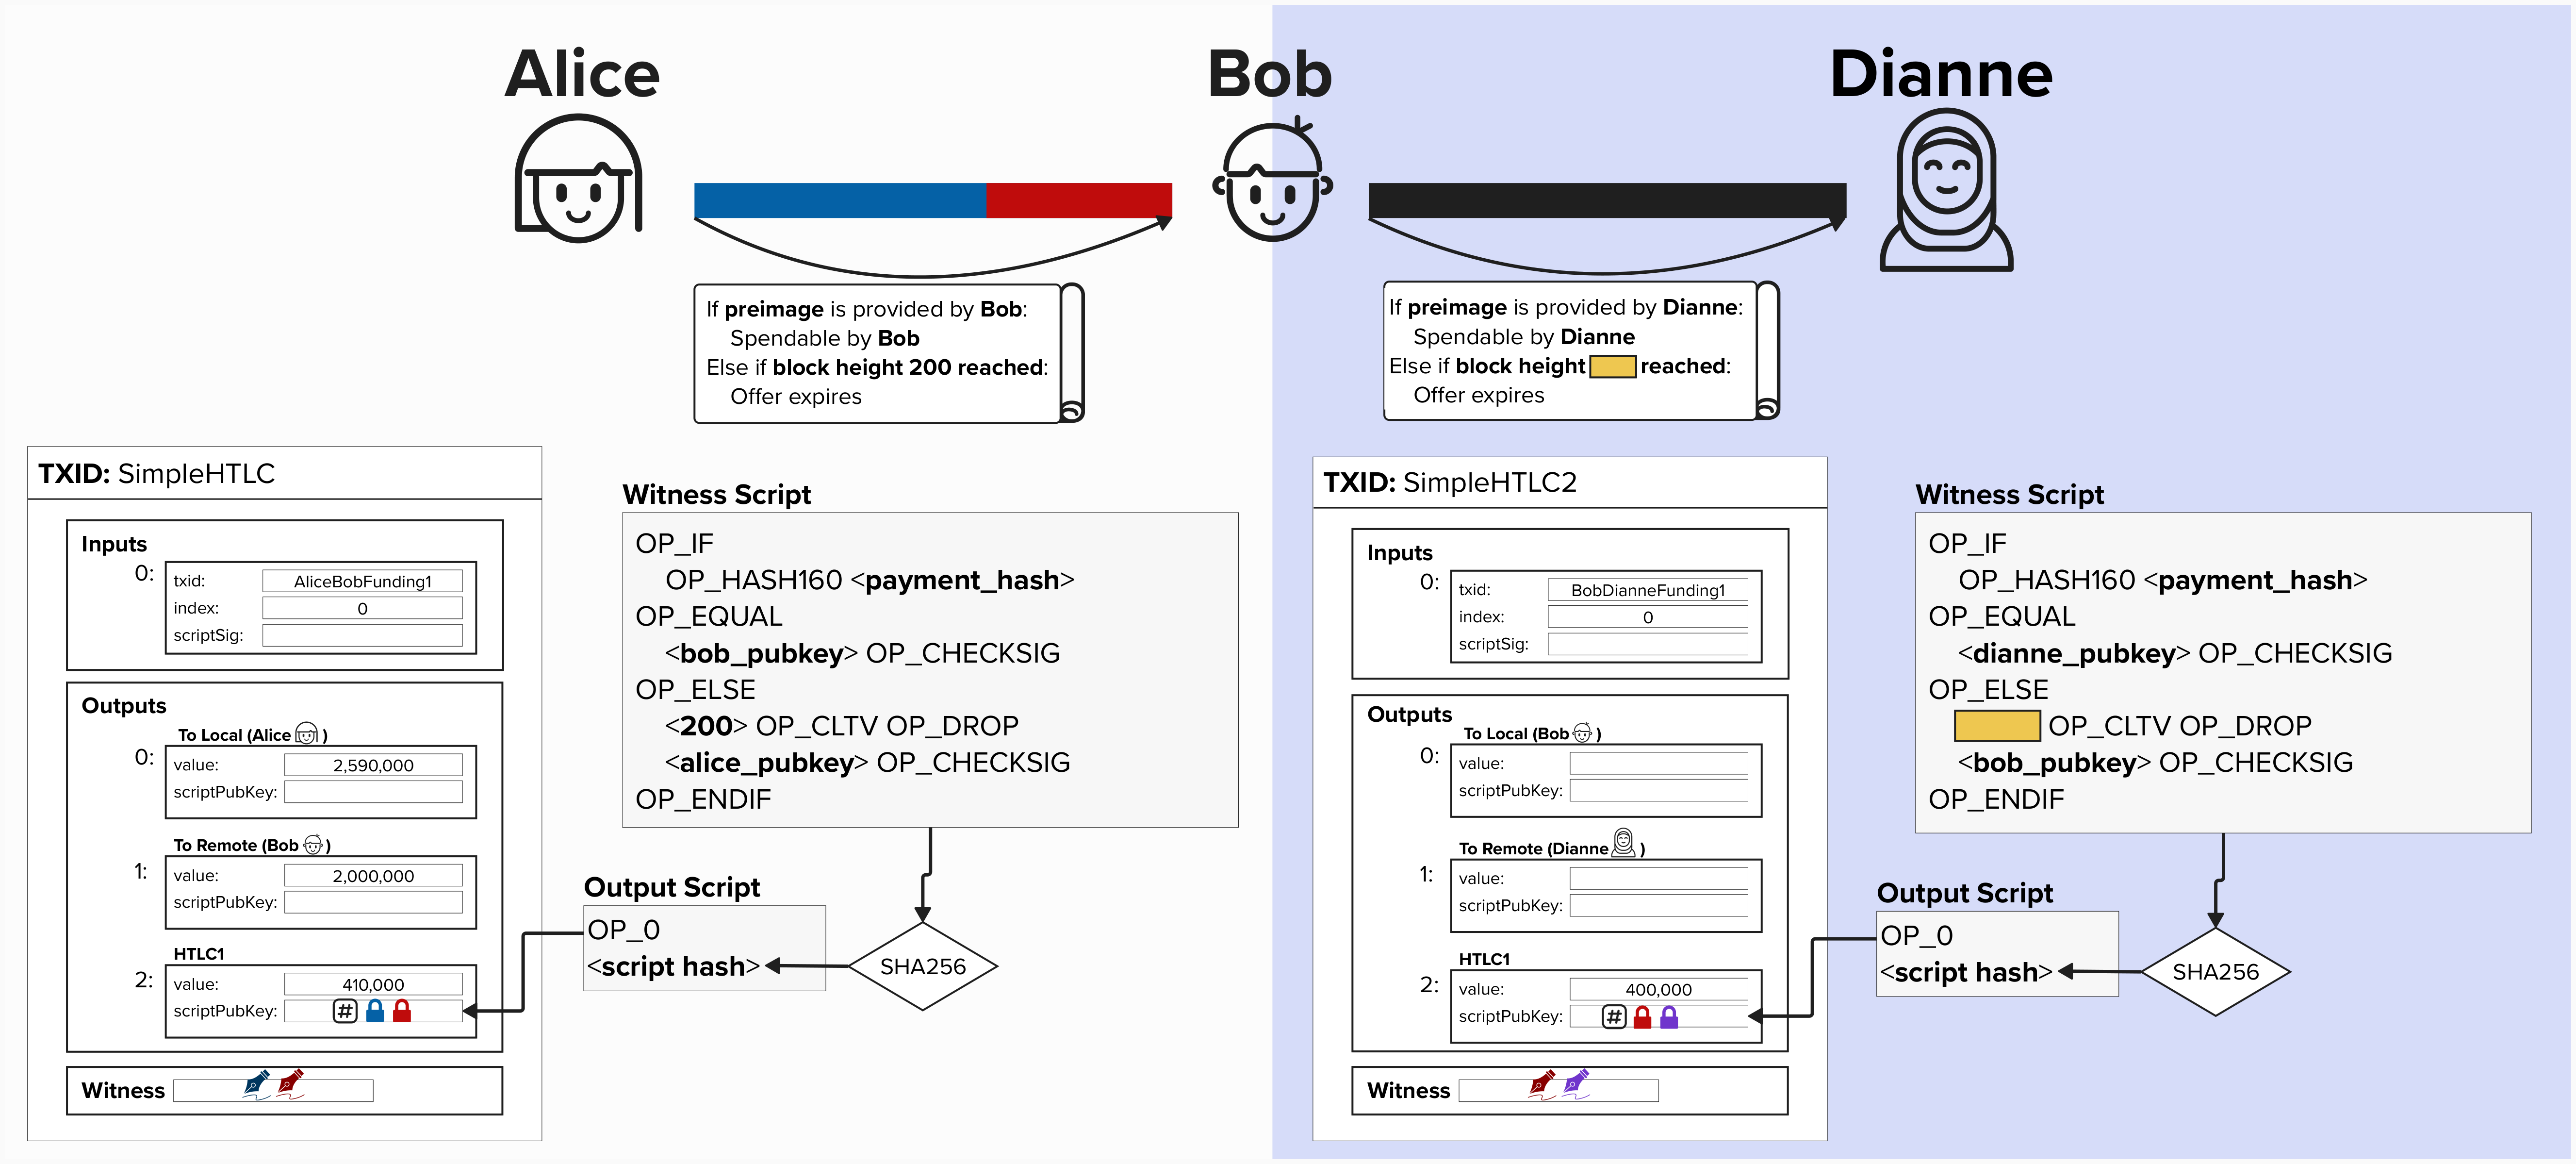 Alice
Bob
Dianne
If preimage is provided by Bob:
Spendable by Bob
Else if block height 200 reached:
Offer expires
If preimage is provided by Dianne:
Spendable by Dianne
Else if block height reached:
Offer expires
TXID: SimpleHTLC
Inputs
0:
txid: AliceBobFunding1
index: 0
scriptSig:
Outputs
To Local (Alice )
0:
value: 2,590,000
scriptPubKey:
To Remote (Bob )
1:
value: 2,000,000
scriptPubKey:
HTLC1
2:
value: 410,000
scriptPubKey: #
Witness
Witness Script
OP_IF
OP_HASH160 <payment_hash>
OP_EQUAL
<bob_pubkey> OP_CHECKSIG
OP_ELSE
<200> OP_CLTV OP_DROP
<alice_pubkey> OP_CHECKSIG
OP_ENDIF
Output Script
OP_0
<script hash>
SHA256
TXID: SimpleHTLC2
Inputs
0:
txid: BobDianneFunding1
index: 0
scriptSig:
Outputs
To Local (Bob )
0:
value:
scriptPubKey:
To Remote (Dianne )
1:
value:
scriptPubKey:
HTLC1
2:
value: 400,000
scriptPubKey: #
Witness
Witness Script
OP_IF
OP_HASH160 <payment_hash>
OP_EQUAL
<dianne_pubkey> OP_CHECKSIG
OP_ELSE
OP_CLTV OP_DROP
<bob_pubkey> OP_CHECKSIG
OP_ENDIF
Output Script
OP_0
<script hash>
SHA256